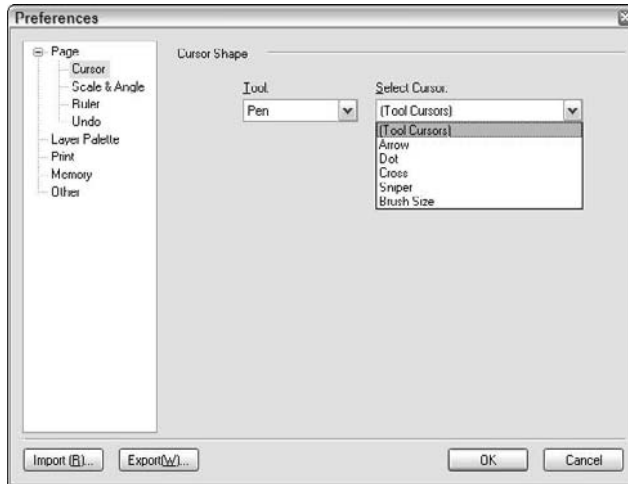 Preferences
Page
Cursor
Scale & Angle
Ruler
Undo
Layer Palette
Print
Memory
Other
Cursor Shape
Tool
Pen
Select Cursor:
(Tool Cursors)
(Tool Cursors)
Arrow
Dot
Cross
Sniper
Brush Size
Import (R)...
Export(W)...
OK
Cancel